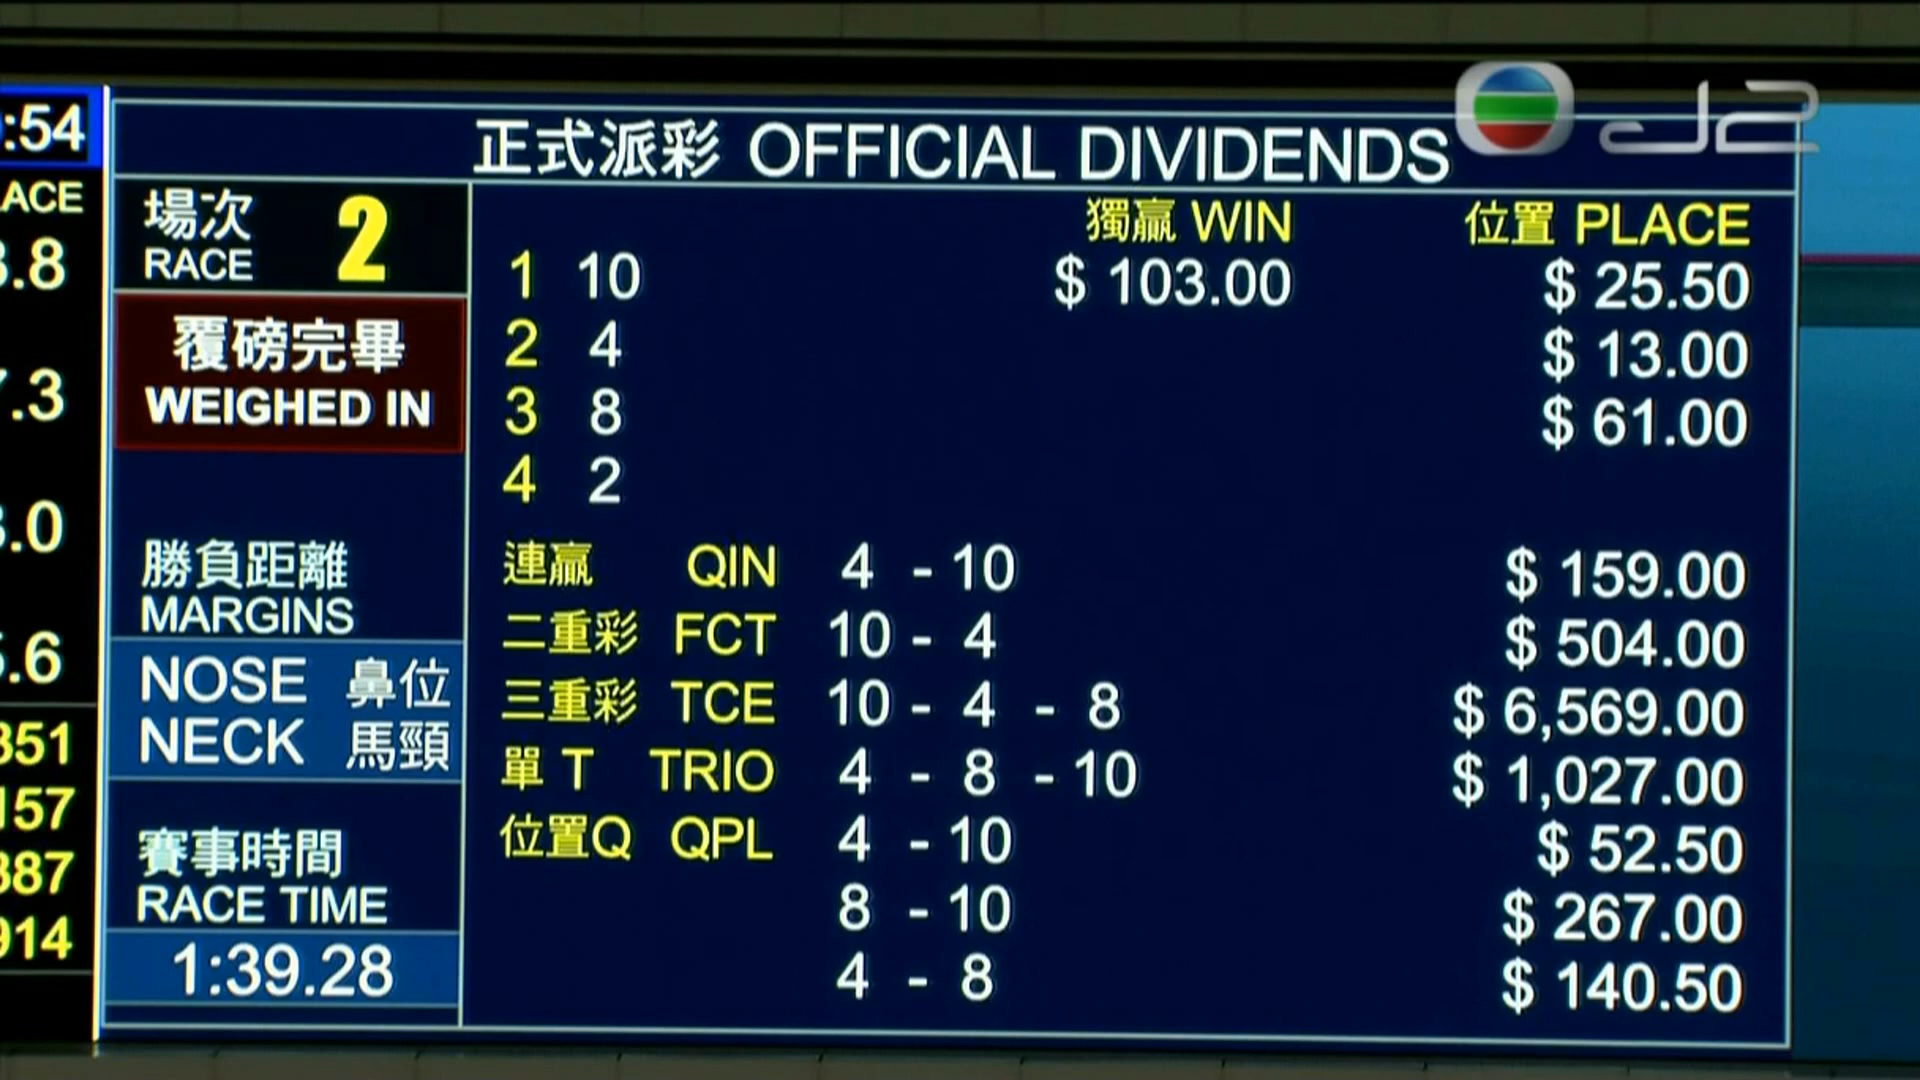 J2
正式派彩 OFFICIAL DIVIDENDS
:54
ACE
.8
.3
.0
.6
351
157
387
914
場次
RACE 2
覆磅完畢
WEIGHED IN
勝負距離
MARGINS
NOSE 鼻位
NECK 馬頸
賽事時間
RACE TIME
1:39.28
獨贏 WIN 位置 PLACE
1 10 $ 103.00 $ 25.50
2 4 $ 13.00
3 8 $ 61.00
4 2
連贏 QIN 4 - 10 $ 159.00
二重彩 FCT 10 - 4 $ 504.00
三重彩 TCE 10 - 4 - 8 $ 6,569.00
單T TRIO 4 - 8 - 10 $ 1,027.00
位置Q QPL 4 - 10 $ 52.50
8 - 10 $ 267.00
4 - 8 $ 140.50